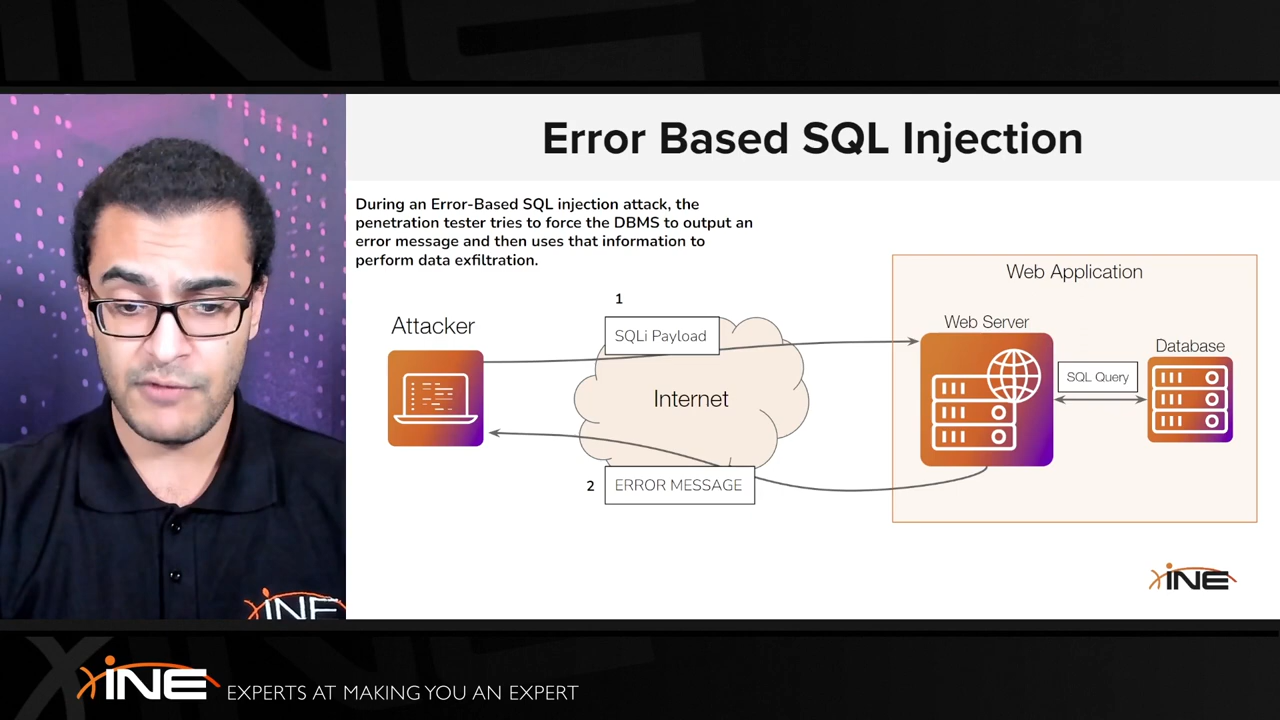 Error Based SQL Injection
During an Error-Based SQL injection attack, the
penetration tester tries to force the DBMS to output an
error message and then uses that information to
perform data exfiltration.
Web Application
1
Attacker
SQLi Payload
Web Server
Database
SQL Query
Internet
2
ERROR MESSAGE
INE
INE
INE
EXPERTS AT MAKING YOU AN EXPERT